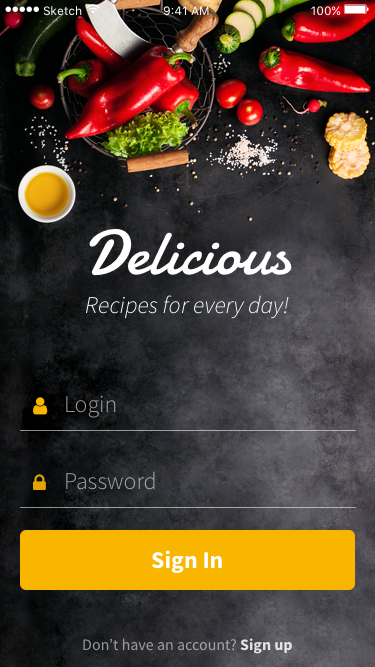 Sketch 9:41 AM 100%
Delicious
Recipes for every day!
Login
Password
Sign In
Don't have an account? Sign up